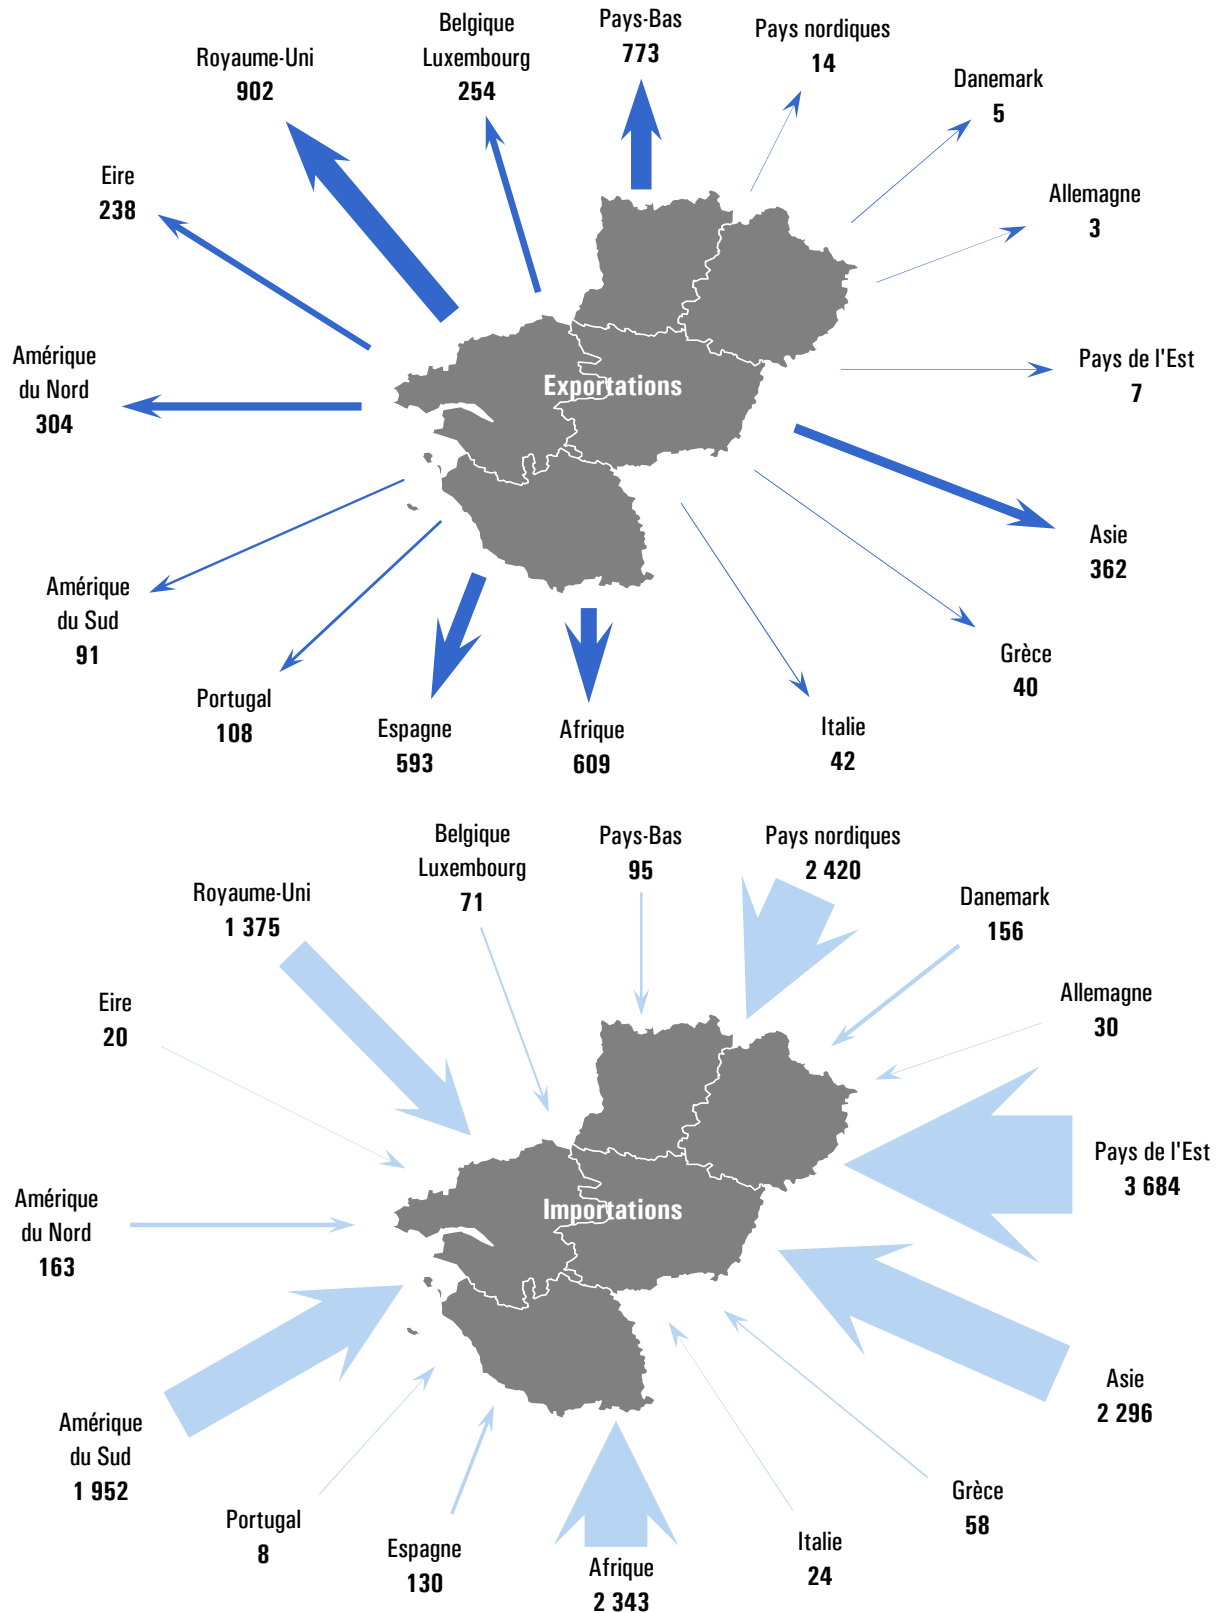 Pays-Bas
773
Belgique
Luxembourg
254
Pays nordiques
14
Royaume-Uni
902
Danemark
5
Eire
238
Allemagne
3
Amérique
du Nord
304
Pays de l'Est
7
Exportations
Asie
362
Amérique
du Sud
91
Grèce
40
Portugal
108
Espagne
593
Afrique
609
Italie
42
Belgique
Luxembourg
71
Pays-Bas
95
Pays nordiques
2 420
Royaume-Uni
1 375
Danemark
156
Eire
20
Allemagne
30
Pays de l'Est
3 684
Amérique
du Nord
163
Importations
Asie
2 296
Amérique
du Sud
1 952
Grèce
58
Portugal
8
Espagne
130
Afrique
2 343
Italie
24